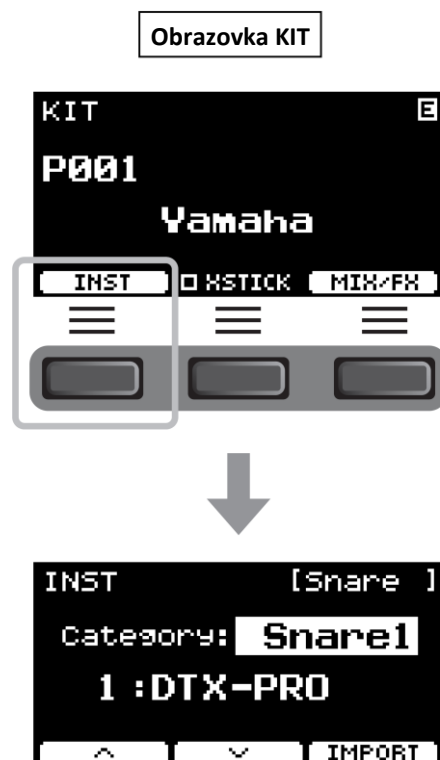 Obrazovka KIT
KIT E
P001
Yamaha
INST XSTICK MIX/FX
INST [Snare ]
Category: Snare1
1 :DTX-PRO
IMPORT